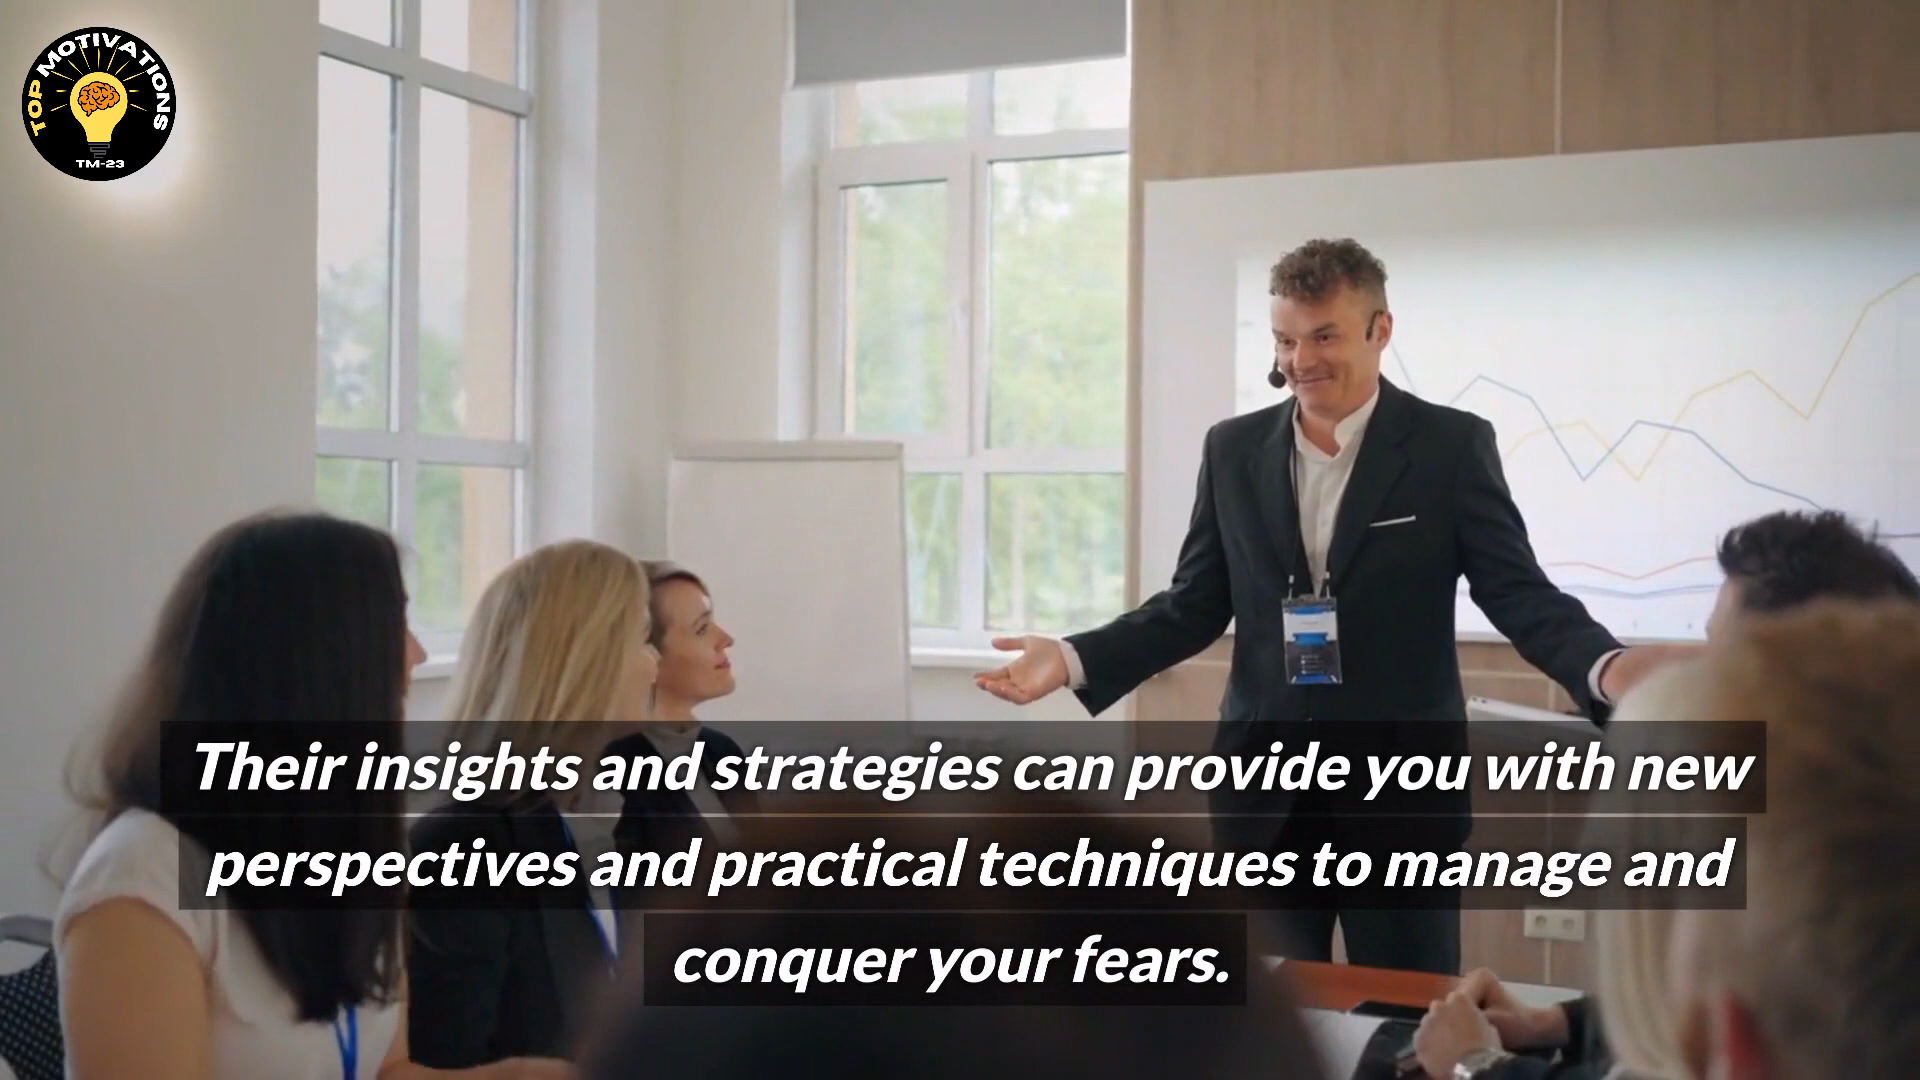 TOP MOTIVATIONS
TM-23
Their insights and strategies can provide you with new
perspectives and practical techniques to manage and
conquer your fears.